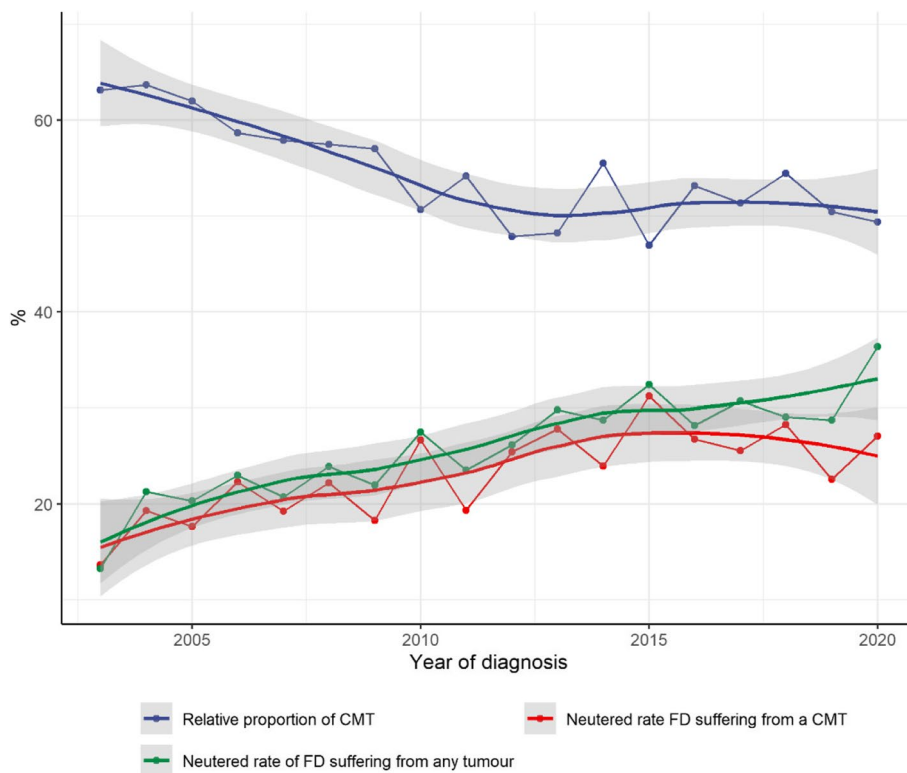 60
40
20
%
2005 2010 2015 2020
Year of diagnosis
Relative proportion of CMT Neutered rate FD suffering from a CMT
Neutered rate of FD suffering from any tumour